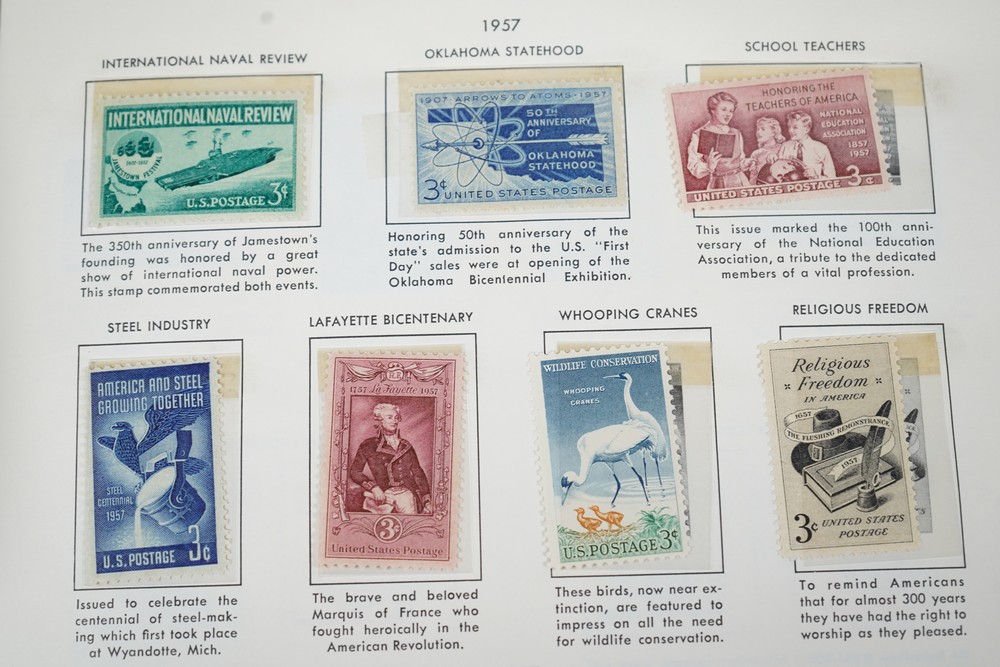 1957
INTERNATIONAL NAVAL REVIEW
INTERNATIONAL NAVAL REVIEW
1607-1957
JAMESTOWN FESTIVAL
U.S. POSTAGE 3¢
The 350th anniversary of Jamestown's
founding was honored by a great
show of international naval power.
This stamp commemorated both events.
OKLAHOMA STATEHOOD
1907·ARROWS TO ATOMS·1957
50TH
ANNIVERSARY
OF
OKLAHOMA
STATEHOOD
3¢ UNITED STATES POSTAGE
Honoring 50th anniversary of the
state's admission to the U.S. "First
Day" sales were at opening of the
Oklahoma Bicentennial Exhibition.
SCHOOL TEACHERS
HONORING THE
TEACHERS OF AMERICA
NATIONAL
EDUCATION
ASSOCIATION
1857
1957
UNITED STATES POSTAGE 3¢
This issue marked the 100th anni-
versary of the National Education
Association, a tribute to the dedicated
members of a vital profession.
STEEL INDUSTRY
AMERICA AND STEEL
GROWING TOGETHER
STEEL
CENTENNIAL
1957
U.S. POSTAGE 3¢
Issued to celebrate the
centennial of steel-mak-
ing which first took place
at Wyandotte, Mich.
LAFAYETTE BICENTENARY
1757 La Fayette 1957
3¢
United States Postage
The brave and beloved
Marquis of France who
fought heroically in the
American Revolution.
WHOOPING CRANES
WILDLIFE CONSERVATION
WHOOPING
CRANES
U.S. POSTAGE 3¢
These birds, now near ex-
tinction, are featured to
impress on all the need
for wildlife conservation.
RELIGIOUS FREEDOM
Religious
Freedom
IN AMERICA
1657
THE FLUSHING REMONSTRANCE
1957
3¢ UNITED STATES
POSTAGE
To remind Americans
that for almost 300 years
they have had the right to
worship as they pleased.